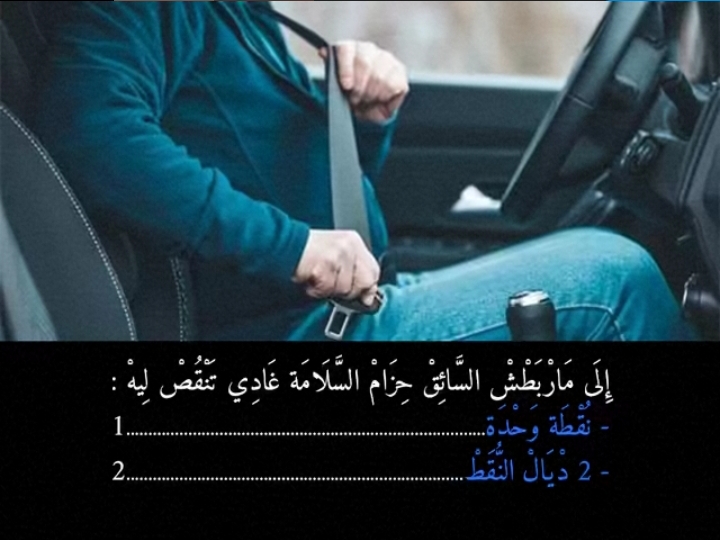 إِلَى مَارْبَطْشْ السَّائِقْ حِزَامْ السَّلَامَة غَادِي تَنْقُصْ لِيهْ :
- نُقْطَة وَحْدَة........................................................................1
- 2 دْيَالْ النُّقَطْ....................................................................2